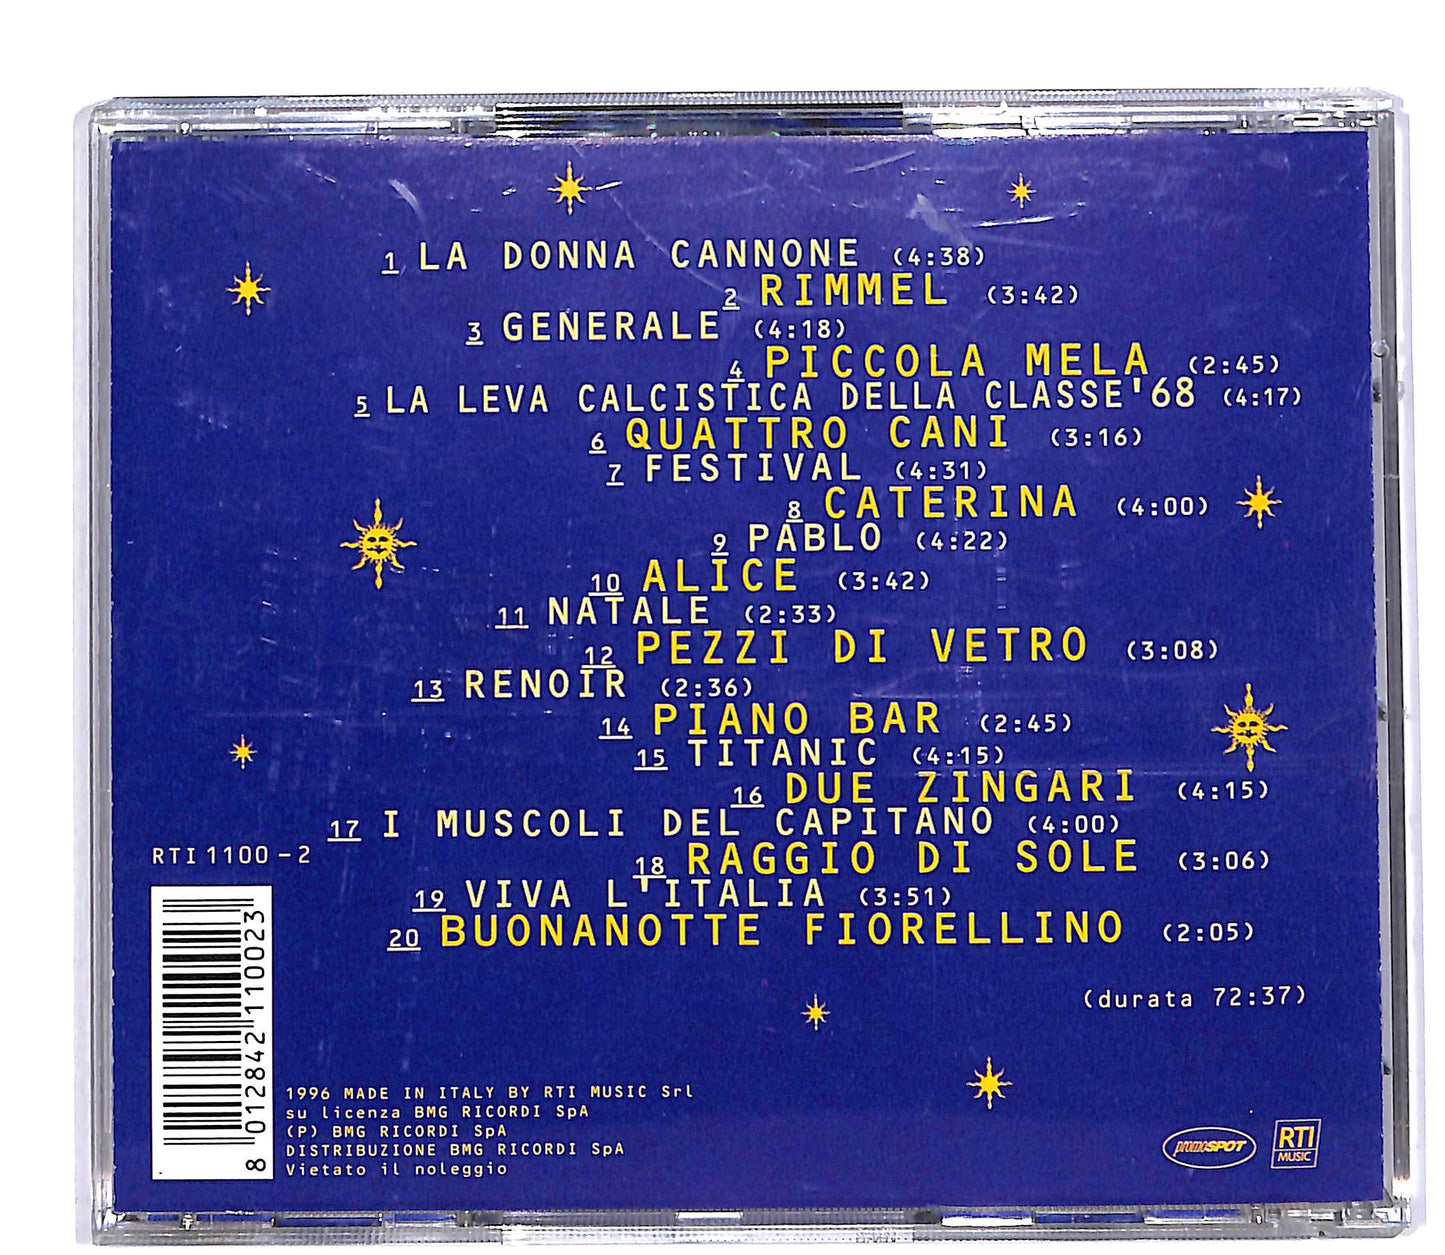 1 LA DONNA CANNONE (4:38)
2 RIMMEL (3:42)
3 GENERALE (4:18)
4 PICCOLA MELA (2:45)
5 LA LEVA CALCISTICA DELLA CLASSE'68 (4:17)
6 QUATTRO CANI (3:16)
7 FESTIVAL (4:31)
8 CATERINA (4:00)
9 PABLO (4:22)
10 ALICE (3:42)
11 NATALE (2:33)
12 PEZZI DI VETRO (3:08)
13 RENOIR (2:36)
14 PIANO BAR (2:45)
15 TITANIC (4:15)
16 DUE ZINGARI (4:15)
17 I MUSCOLI DEL CAPITANO (4:00)
18 RAGGIO DI SOLE (3:06)
19 VIVA L'ITALIA (3:51)
20 BUONANOTTE FIORELLINO (2:05)
(durata 72:37)
RTI 1100-2
8 012842 110023
1996 MADE IN ITALY BY RTI MUSIC Srl
su licenza BMG RICORDI SpA
(P) BMG RICORDI SpA
DISTRIBUZIONE BMG RICORDI SpA
Vietato il noleggio
promoSPOT
RTI
MUSIC